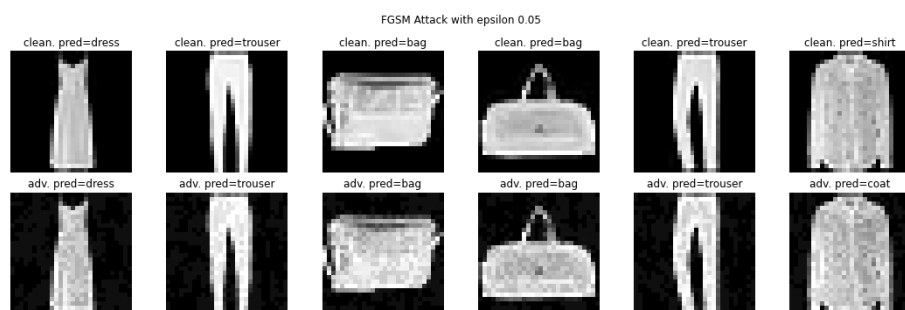 FGSM Attack with epsilon 0.05
clean. pred=dress clean. pred=trouser clean. pred=bag clean. pred=bag clean. pred=trouser clean. pred=shirt
adv. pred=dress adv. pred=trouser adv. pred=bag adv. pred=bag adv. pred=trouser adv. pred=coat